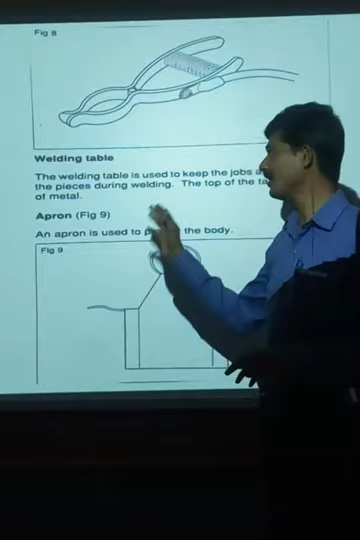 Fig 8
Welding table
The welding table is used to keep the jobs
the pieces during welding. The top of the
of metal.
Apron (Fig 9)
An apron is used to the body.
Fig 9